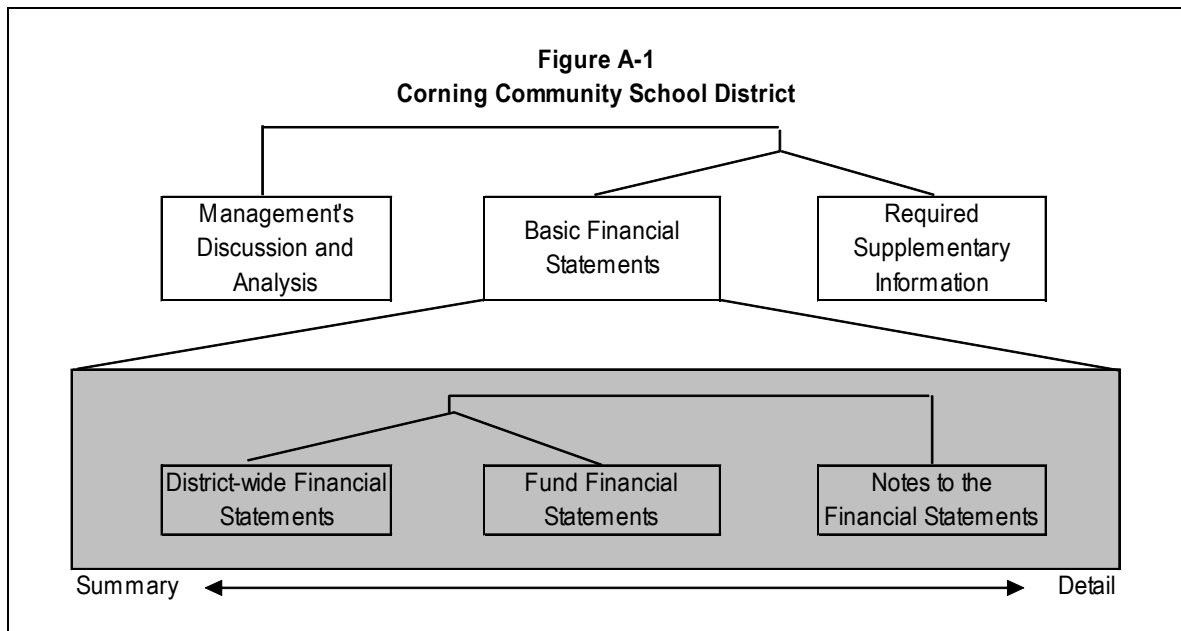 Figure A-1
Corning Community School District
Management's
Discussion and
Analysis
Basic Financial
Statements
Required
Supplementary
Information
District-wide Financial
Statements
Fund Financial
Statements
Notes to the
Financial Statements
Summary
Detail